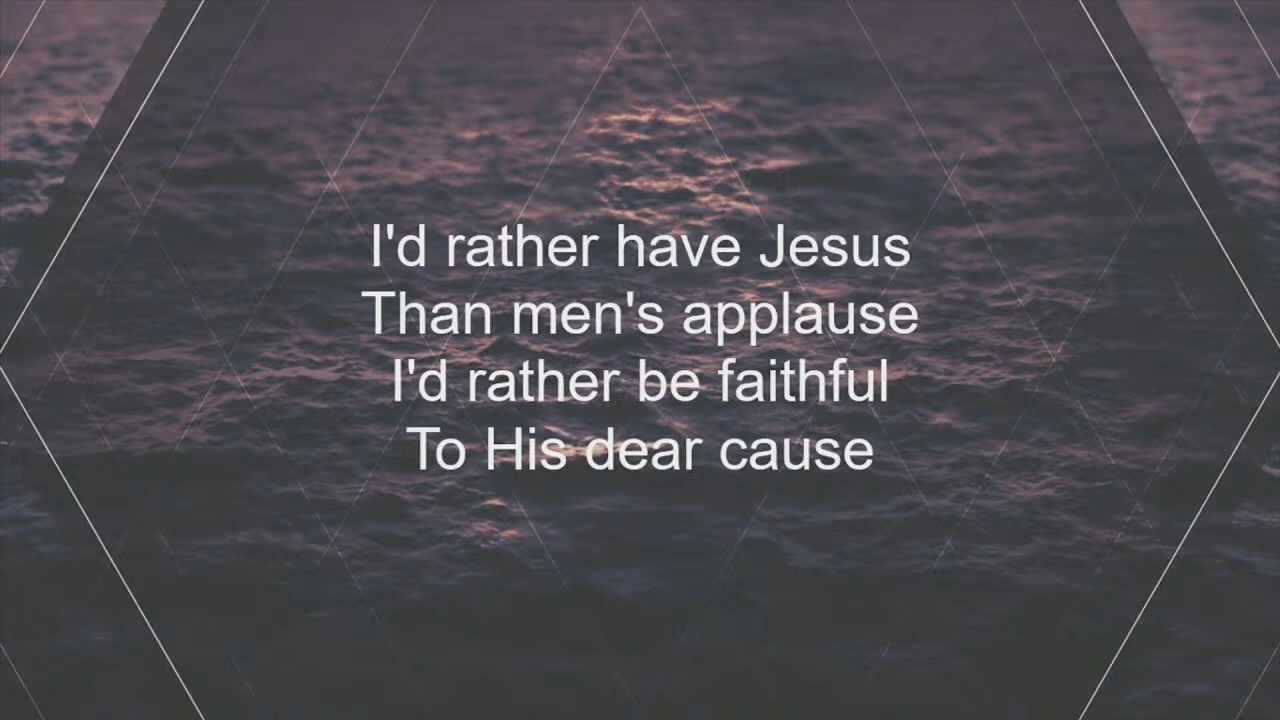 I'd rather have Jesus
Than men's applause
I'd rather be faithful
To His dear cause